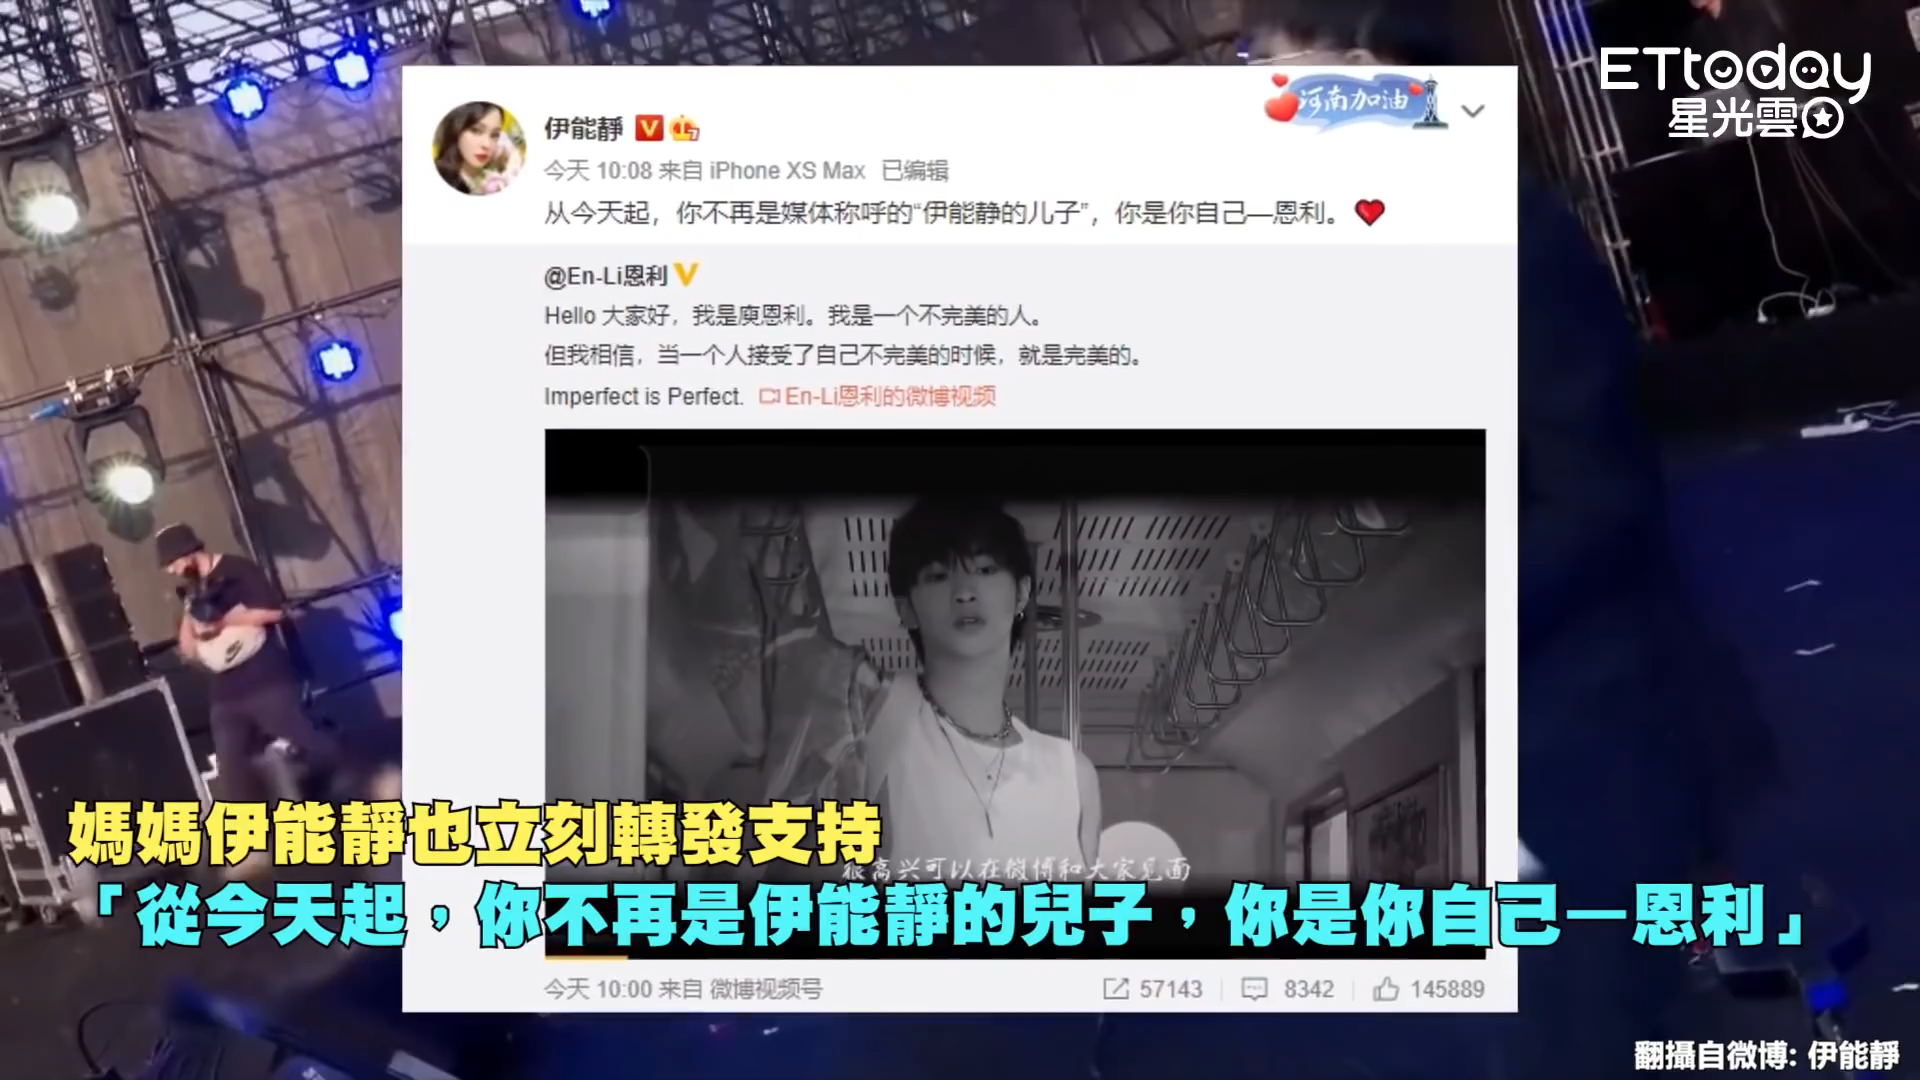 ETtoday
星光雲
河南加油
伊能靜
今天 10:08 来自 iPhone XS Max 已编辑
从今天起，你不再是媒体称呼的“伊能静的儿子”，你是你自己—恩利。
@En-Li恩利
Hello 大家好，我是庾恩利。我是一个不完美的人。
但我相信，当一个人接受了自己不完美的时候，就是完美的。
Imperfect is Perfect. En-Li恩利的微博视频
媽媽伊能靜也立刻轉發支持
很高兴可以在微博和大家见面
「從今天起，你不再是伊能靜的兒子，你是你自己—恩利」
今天 10:00 来自 微博视频号 57143 8342 145889
翻攝自微博: 伊能靜